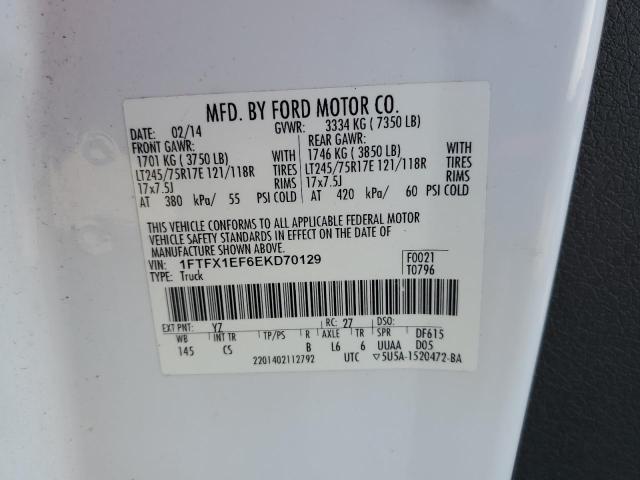 MFD. BY FORD MOTOR CO.
DATE: 02/14 GVWR: 3334 KG ( 7350 LB)
FRONT GAWR: REAR GAWR:
1701 KG ( 3750 LB) WITH 1746 KG ( 3850 LB) WITH
LT245/75R17E 121/118R TIRES LT245/75R17E 121/118R TIRES
17x7.5J RIMS 17x7.5J RIMS
AT 380 kPa/ 55 PSI COLD AT 420 kPa/ 60 PSI COLD
THIS VEHICLE CONFORMS TO ALL APPLICABLE FEDERAL MOTOR
VEHICLE SAFETY STANDARDS IN EFFECT ON THE DATE OF
MANUFACTURE SHOWN ABOVE.
VIN: 1FTFX1EF6EKD70129 F0021
TYPE: Truck T0796
EXT PNT: YZ RC: 27 DSO:
WB INT TR TP/PS R AXLE TR SPR DF615
145 CS B L6 6 UUAA D05
2201402112792 UTC ▽5U5A-1520472-BA